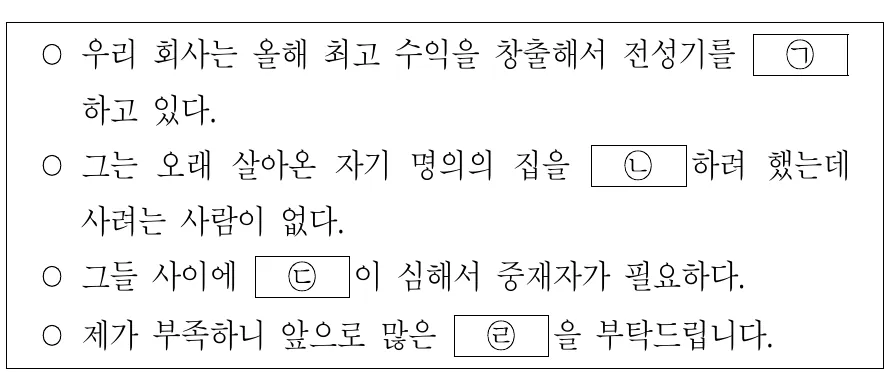 ○ 우리 회사는 올해 최고 수익을 창출해서 전성기를 ㉠
하고 있다.
○ 그는 오래 살아온 자기 명의의 집을 ㉡하려 했는데
사려는 사람이 없다.
○ 그들 사이에 ㉢이 심해서 중재자가 필요하다.
○ 제가 부족하니 앞으로 많은 ㉣을 부탁드립니다.